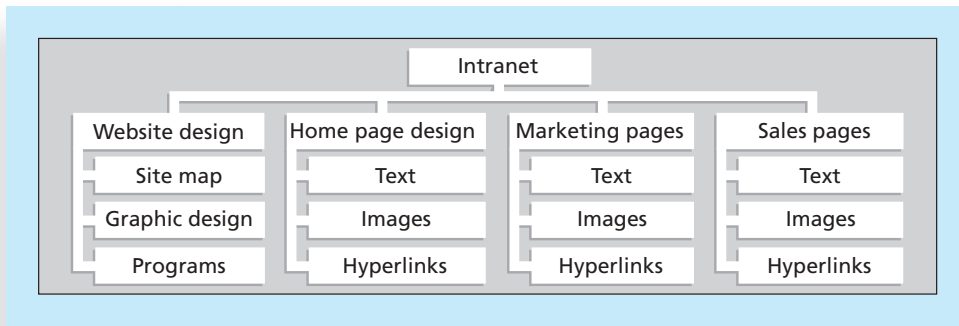 Intranet
Website design
Site map
Graphic design
Programs
Home page design
Text
Images
Hyperlinks
Marketing pages
Text
Images
Hyperlinks
Sales pages
Text
Images
Hyperlinks